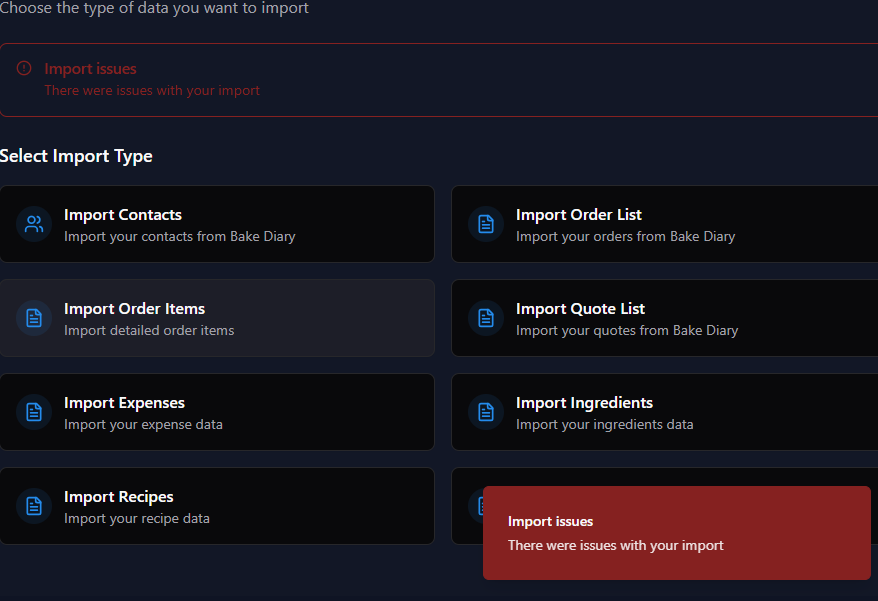 Choose the type of data you want to import
Import issues
There were issues with your import
Select Import Type
Import Contacts
Import your contacts from Bake Diary
Import Order List
Import your orders from Bake Diary
Import Order Items
Import detailed order items
Import Quote List
Import your quotes from Bake Diary
Import Expenses
Import your expense data
Import Ingredients
Import your ingredients data
Import Recipes
Import your recipe data
Import issues
There were issues with your import